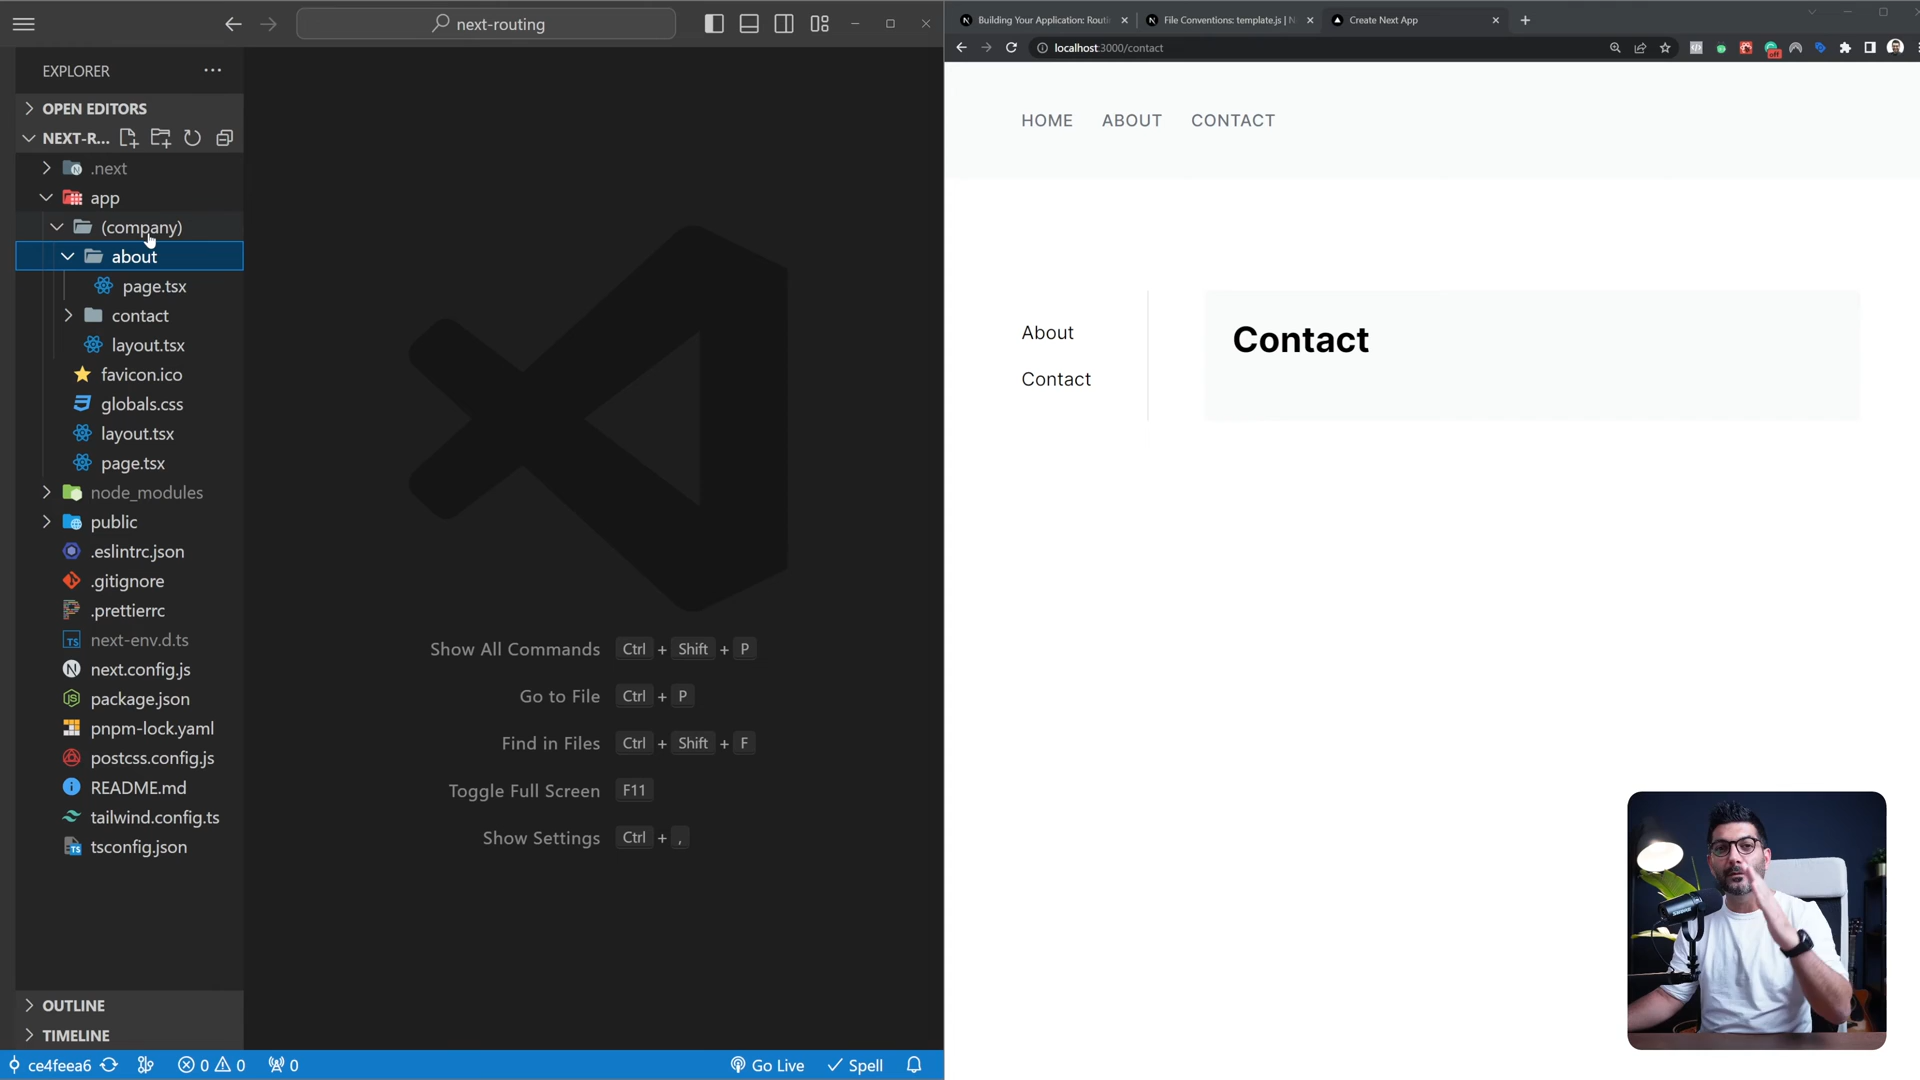 next-routing
EXPLORER
OPEN EDITORS
NEXT-R...
.next
app
(company)
about
page.tsx
contact
layout.tsx
favicon.ico
globals.css
layout.tsx
page.tsx
node_modules
public
.eslintrc.json
.gitignore
.prettierrc
next-env.d.ts
next.config.js
package.json
pnpm-lock.yaml
postcss.config.js
README.md
tailwind.config.ts
tsconfig.json
OUTLINE
TIMELINE
Show All Commands Ctrl + Shift + P
Go to File Ctrl + P
Find in Files Ctrl + Shift + F
Toggle Full Screen F11
Show Settings Ctrl + ,
ce4feea6 0 0 0 Go Live Spell
Building Your Application: Routi
File Conventions: template.js | N
Create Next App
localhost:3000/contact
off
HOME ABOUT CONTACT
About
Contact
Contact